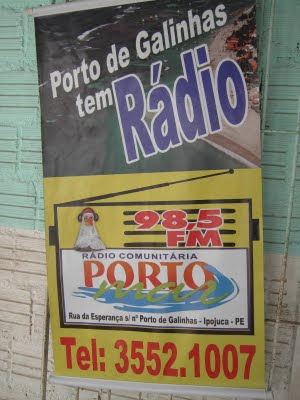 Porto de Galinhas
tem Rádio
98,5
FM
RÁDIO COMUNITÁRIA
PORTO
mar
Rua da Esperança s/ nº Porto de Galinhas - Ipojuca - PE
Tel: 3552.1007